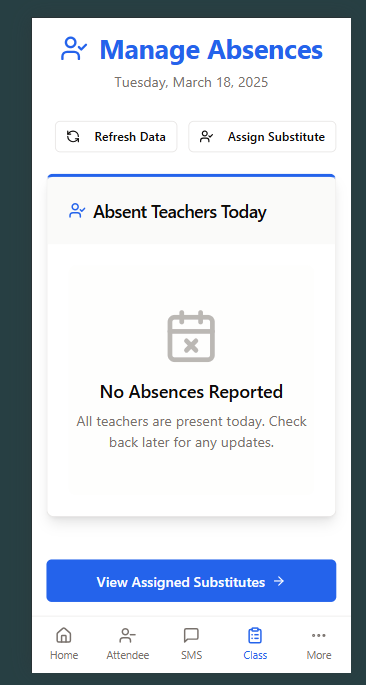 Manage Absences
Tuesday, March 18, 2025
Refresh Data
Assign Substitute
Absent Teachers Today
No Absences Reported
All teachers are present today. Check
back later for any updates.
View Assigned Substitutes →
Home
Attendee
SMS
Class
More